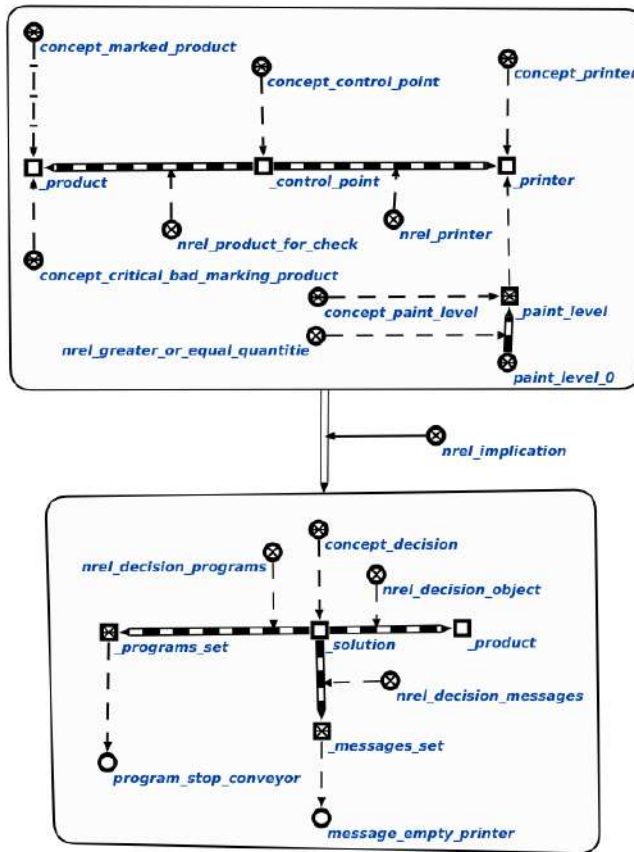 concept_marked_product
concept_control_point
concept_printer
_product
_control_point
_printer
nrel_product_for_check
nrel_printer
concept_critical_bad_marking_product
concept_paint_level
_paint_level
nrel_greater_or_equal_quantitie
paint_level_0
nrel_implication
concept_decision
nrel_decision_programs
nrel_decision_object
_programs_set
_solution
_product
nrel_decision_messages
_messages_set
program_stop_conveyor
message_empty_printer